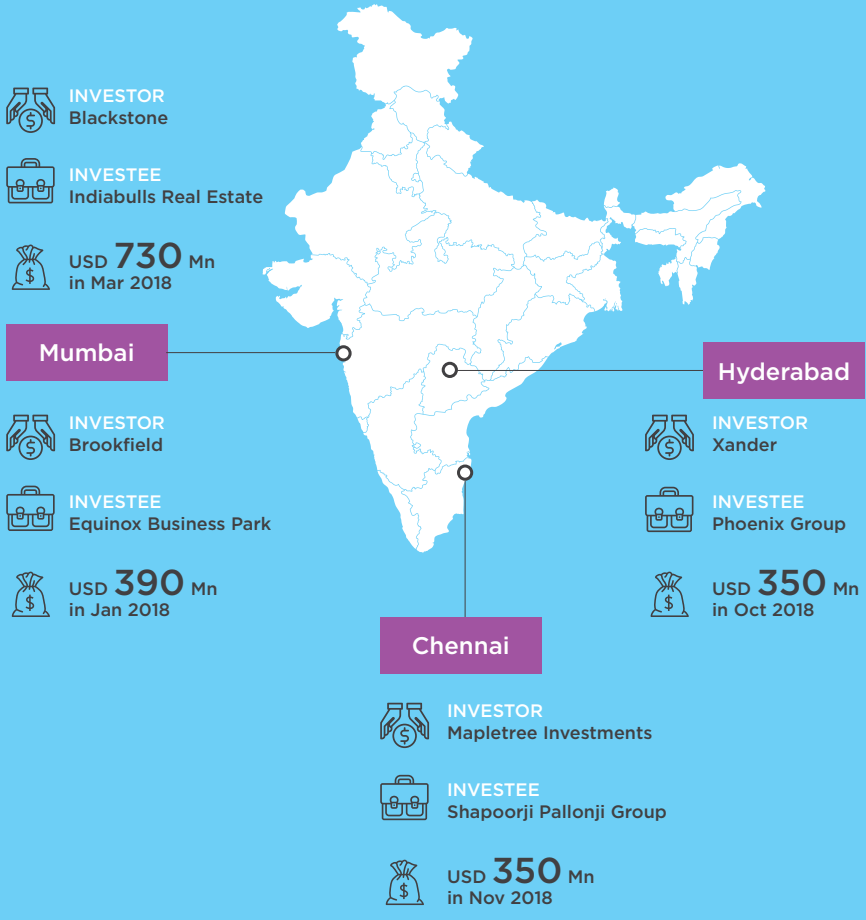 INVESTOR
Blackstone
INVESTEE
Indiabulls Real Estate
USD 730 Mn
in Mar 2018
Mumbai
INVESTOR
Brookfield
INVESTEE
Equinox Business Park
USD 390 Mn
in Jan 2018
Hyderabad
INVESTOR
Xander
INVESTEE
Phoenix Group
USD 350 Mn
in Oct 2018
Chennai
INVESTOR
Mapletree Investments
INVESTEE
Shapoorji Pallonji Group
USD 350 Mn
in Nov 2018